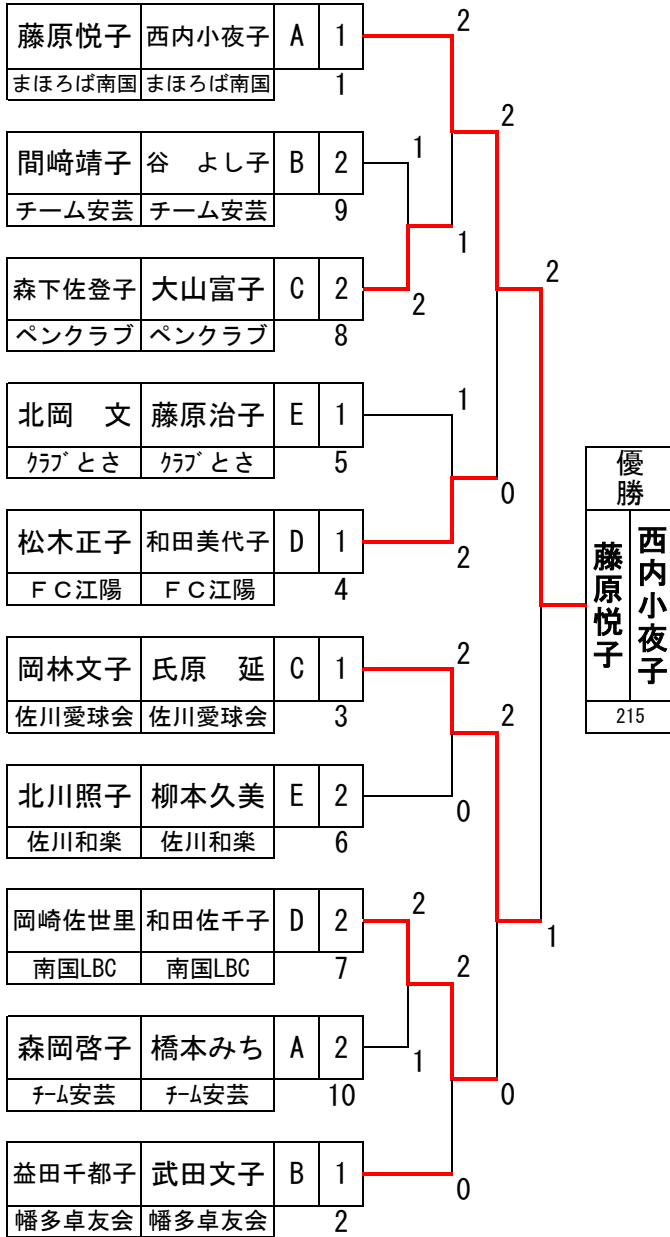 藤原悦子 西内小夜子 A 1
まほろば南国 まほろば南国 1
間﨑靖子 谷　よし子 B 2
チーム安芸 チーム安芸 9
森下佐登子 大山富子 C 2
ペンクラブ ペンクラブ 8
北岡　文 藤原治子 E 1
ｸﾗﾌﾞとさ ｸﾗﾌﾞとさ 5
松木正子 和田美代子 D 1
ＦＣ江陽 ＦＣ江陽 4
岡林文子 氏原　延 C 1
佐川愛球会 佐川愛球会 3
北川照子 柳本久美 E 2
佐川和楽 佐川和楽 6
岡崎佐世里 和田佐千子 D 2
南国LBC 南国LBC 7
森岡啓子 橋本みち A 2
ﾁｰﾑ安芸 ﾁｰﾑ安芸 10
益田千都子 武田文子 B 1
幡多卓友会 幡多卓友会 2
2
1
2
1
2
2
0
2
1
2
0
2
1
2
0
2
0
1
優勝
西内小夜子
藤原悦子
215